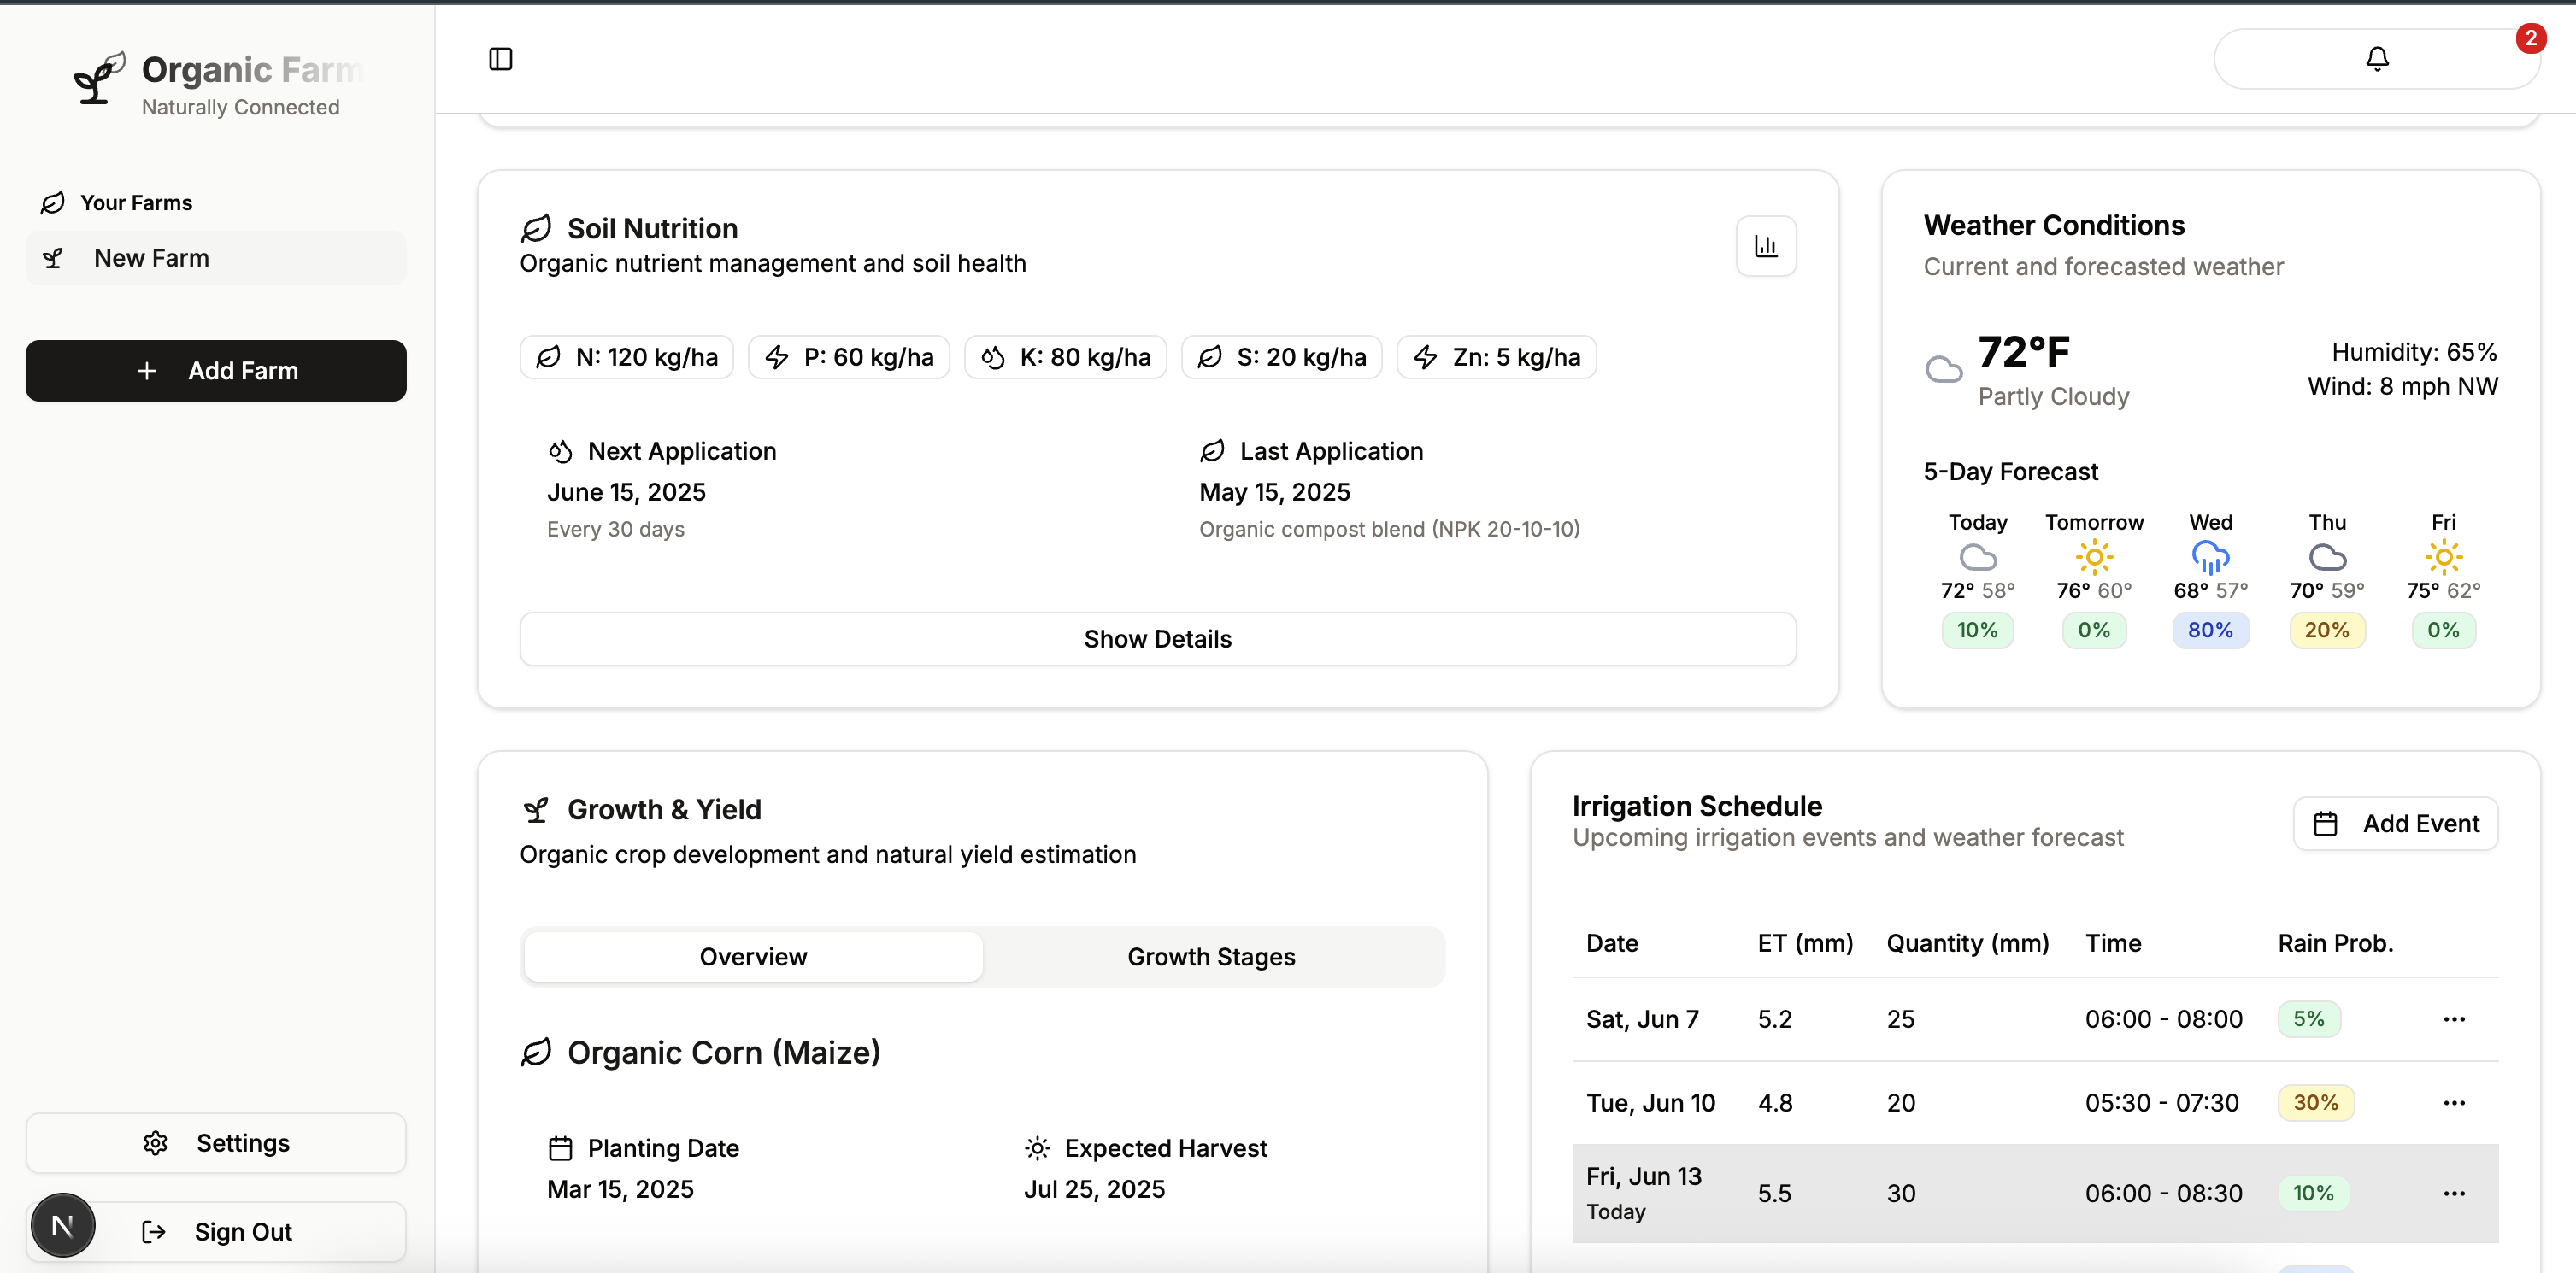 Organic Farm
Naturally Connected
Your Farms
New Farm
Add Farm
Settings
N
Sign Out
2
Soil Nutrition
Organic nutrient management and soil health
N: 120 kg/ha
P: 60 kg/ha
K: 80 kg/ha
S: 20 kg/ha
Zn: 5 kg/ha
Next Application
June 15, 2025
Every 30 days
Last Application
May 15, 2025
Organic compost blend (NPK 20-10-10)
Show Details
Weather Conditions
Current and forecasted weather
72°F
Partly Cloudy
Humidity: 65%
Wind: 8 mph NW
5-Day Forecast
Today Tomorrow Wed Thu Fri
72° 58° 76° 60° 68° 57° 70° 59° 75° 62°
10% 0% 80% 20% 0%
Growth & Yield
Organic crop development and natural yield estimation
Overview
Growth Stages
Organic Corn (Maize)
Planting Date
Mar 15, 2025
Expected Harvest
Jul 25, 2025
Irrigation Schedule
Upcoming irrigation events and weather forecast
Add Event
Date ET (mm) Quantity (mm) Time Rain Prob.
Sat, Jun 7 5.2 25 06:00 - 08:00 5%
Tue, Jun 10 4.8 20 05:30 - 07:30 30%
Fri, Jun 13 5.5 30 06:00 - 08:30 10%
Today